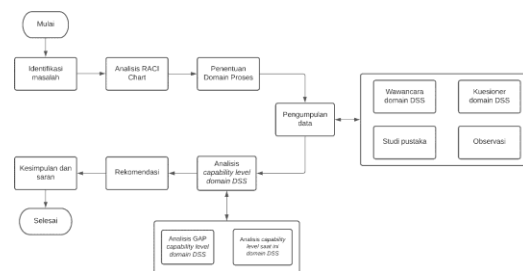 Mulai
Identifikasi
masalah
Analisis RACI
Chart
Penentuan
Domain Proses
Pengumpulan
data
Wawancara
domain DSS
Kuesioner
domain DSS
Studi pustaka
Observasi
Kesimpulan dan
saran
Rekomendasi
Analisis
capability level
domain DSS
Selesai
Analisis GAP
capability level
domain DSS
Analisis capability
level saat ini
domain DSS